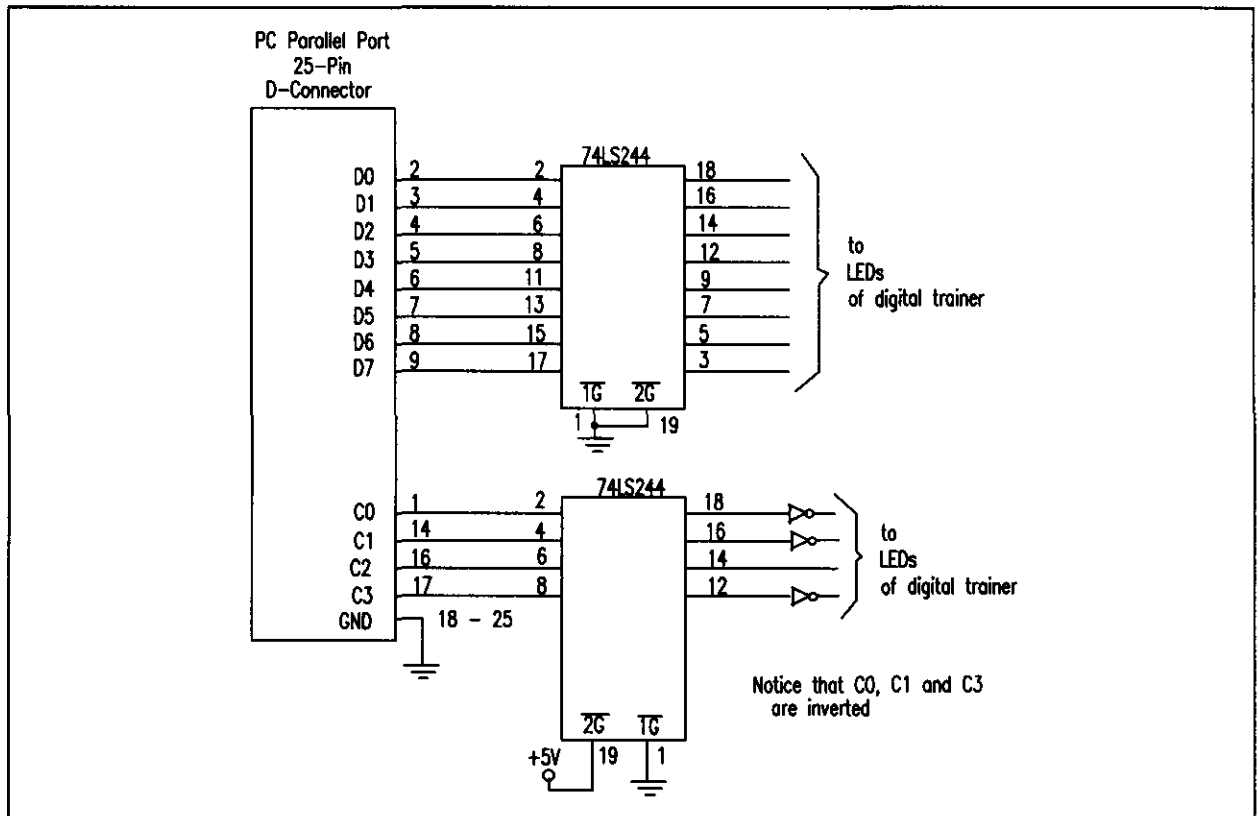 PC Parallel Port
25-Pin
D-Connector
74LS244
D0 2 2 18
D1 3 4 16
D2 4 6 14
D3 5 8 12
D4 6 11 9
D5 7 13 7
D6 8 15 5
D7 9 17 3
to
LEDs
of digital trainer
1G 2G
1 19
74LS244
C0 1 2 18
C1 14 4 16
C2 16 6 14
C3 17 8 12
GND 18 - 25
to
LEDs
of digital trainer
Notice that C0, C1 and C3
are inverted
2G 1G
+5V 19 1